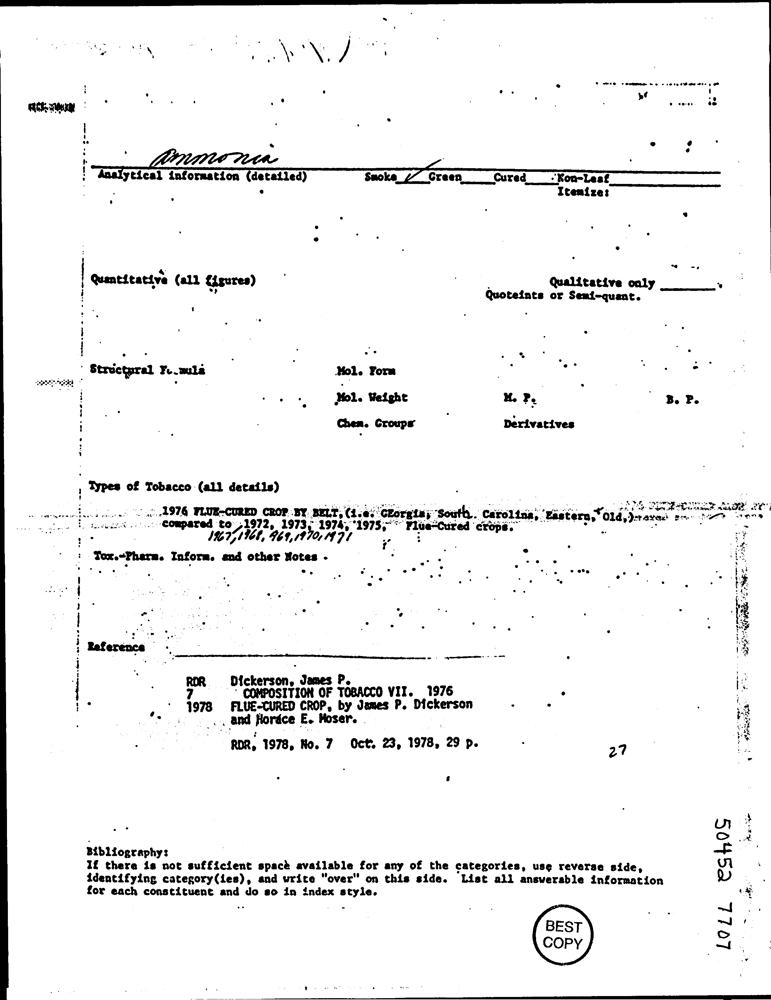 ammonia
Analytical information (detailed) Smoke ✓ Green Cured Non-Leaf
Itemize:
Quantitative (all figures) Qualitative only
Quoteints or Semi-quant.
Structural Mol. Form
Mol. Weight M. P. B. P.
Chem. Groups Derivatives
Types of Tobacco (all details)
1976 FLUE-CURED CROP BY BELT, (i.e. GEorgia, South. Carolina, Eastern, Old,)
compared to 1972, 1973, 1974, 1975, Flue-Cured crops.
1967, 1968, 969, 1970, 1971
Tox.-Pharm. Inform. and other Notes -
Reference
RDR Dickerson, James P.
7 COMPOSITION OF TOBACCO VII. 1976
1978 FLUE-CURED CROP, by James P. Dickerson
and Horace E. Moser.
RDR, 1978, No. 7 Oct. 23, 1978, 29 p.
27
Bibliography:
If there is not sufficient space available for any of the categories, use reverse side,
identifying category(ies), and write "over" on this side. List all answerable information
for each constituent and do so in index style.
BEST
COPY
50452 7707